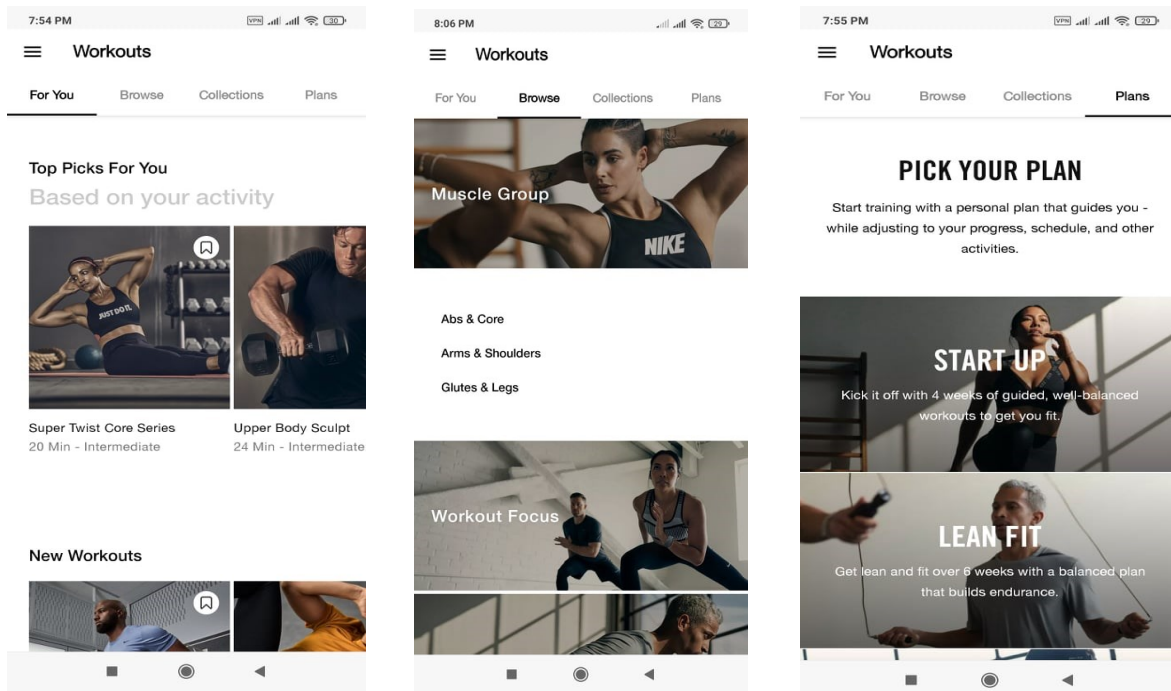 7:54 PM
VPN
30
Workouts
For You
Browse
Collections
Plans
Top Picks For You
Based on your activity
JUST DO IT.
Super Twist Core Series
20 Min - Intermediate
Upper Body Sculpt
24 Min - Intermediate
New Workouts
8:06 PM
29
Workouts
For You
Browse
Collections
Plans
Muscle Group
NIKE
Abs & Core
Arms & Shoulders
Glutes & Legs
Workout Focus
7:55 PM
VPN
29
Workouts
For You
Browse
Collections
Plans
PICK YOUR PLAN
Start training with a personal plan that guides you -
while adjusting to your progress, schedule, and other
activities.
START UP
Kick it off with 4 weeks of guided, well-balanced
workouts to get you fit.
LEAN FIT
Get lean and fit over 6 weeks with a balanced plan
that builds endurance.